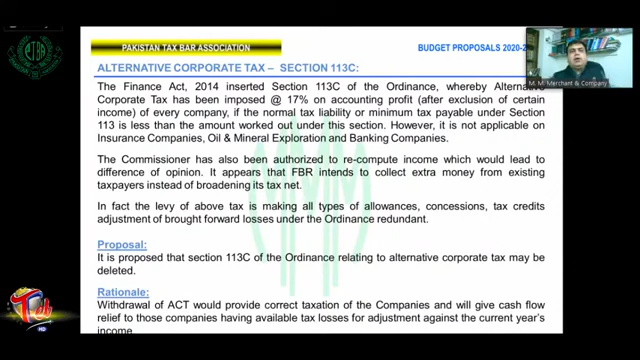 PTBA
PAKISTAN TAX BAR ASSOCIATION
BUDGET PROPOSALS 2020-2
M. M. Merchant & Company
ALTERNATIVE CORPORATE TAX – SECTION 113C:
The Finance Act, 2014 inserted Section 113C of the Ordinance, whereby Alternative
Corporate Tax has been imposed @ 17% on accounting profit (after exclusion of certain
income) of every company, if the normal tax liability or minimum tax payable under Section
113 is less than the amount worked out under this section. However, it is not applicable on
Insurance Companies, Oil & Mineral Exploration and Banking Companies.
The Commissioner has also been authorized to re-compute income which would lead to
difference of opinion. It appears that FBR intends to collect extra money from existing
taxpayers instead of broadening its tax net.
In fact the levy of above tax is making all types of allowances, concessions, tax credits
adjustment of brought forward losses under the Ordinance redundant.
Proposal:
It is proposed that section 113C of the Ordinance relating to alternative corporate tax may be
deleted.
Rationale:
Withdrawal of ACT would provide correct taxation of the Companies and will give cash flow
relief to those companies having available tax losses for adjustment against the current year's
income.
HD